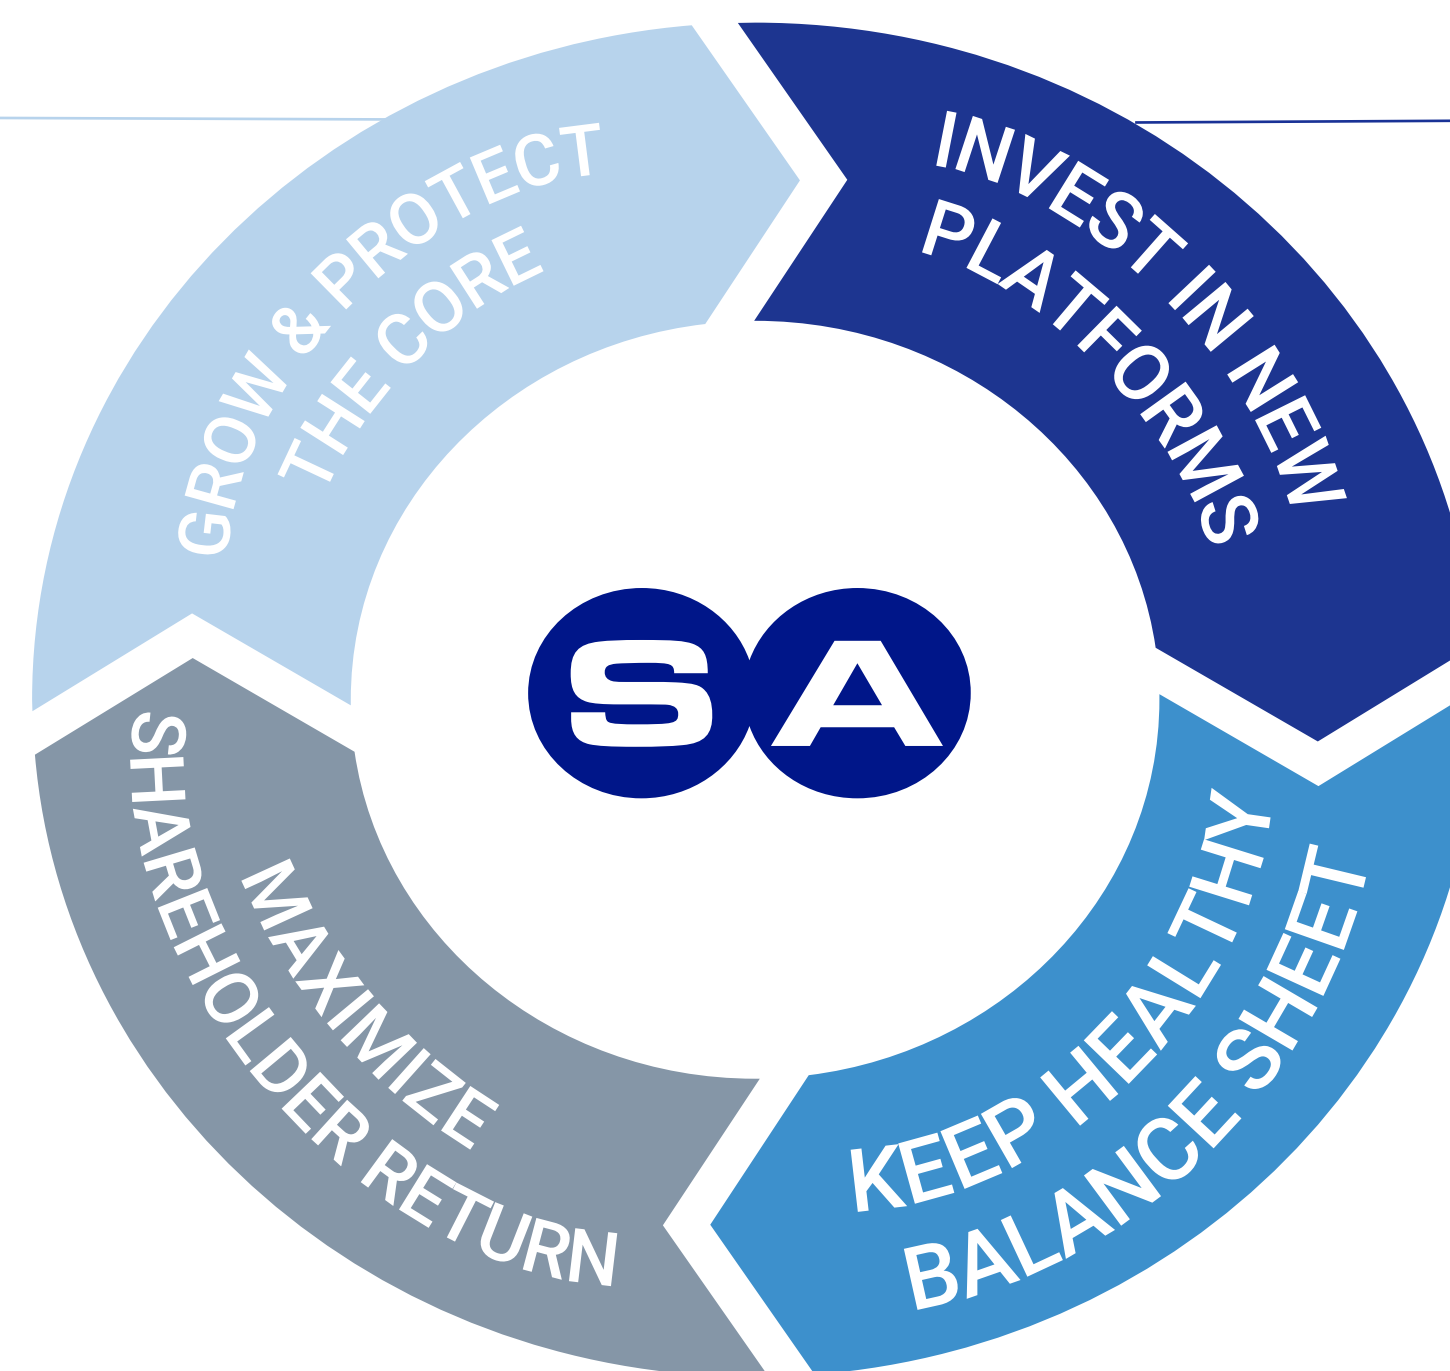 GROW & PROTECT
THE CORE
INVEST IN NEW
PLATFORMS
SA
KEEP HEALTHY
BALANCE SHEET
MAXIMIZE
SHAREHOLDER RETURN